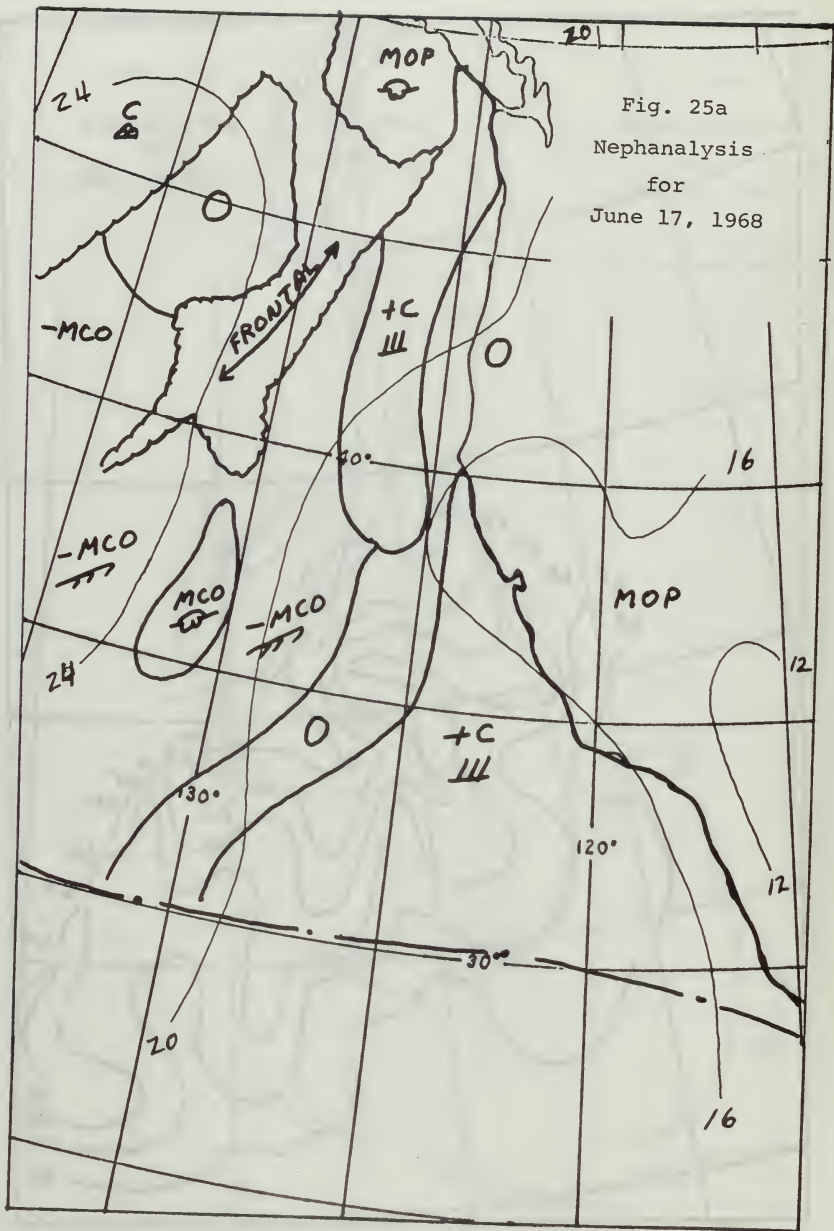 20
MOP
24
C
Fig. 25a
Nephanalysis
for
June 17, 1968
O
FRONTAL
-MCO
+C
O
40°
16
-MCO
MCO
-MCO
MOP
24
12
O
+C
130°
120°
12
30°
20
16